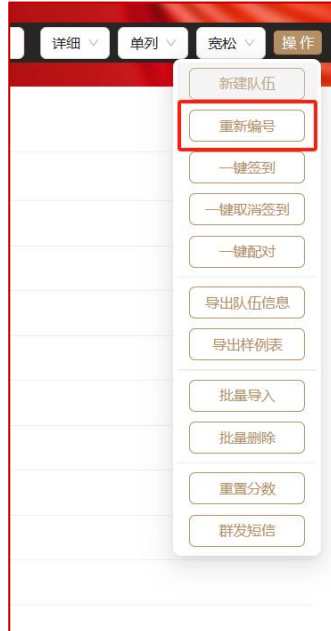 详细 单列 宽松 操作
新建队伍
重新编号
一键签到
一键取消签到
一键配对
导出队伍信息
导出样例表
批量导入
批量删除
重置分数
群发短信